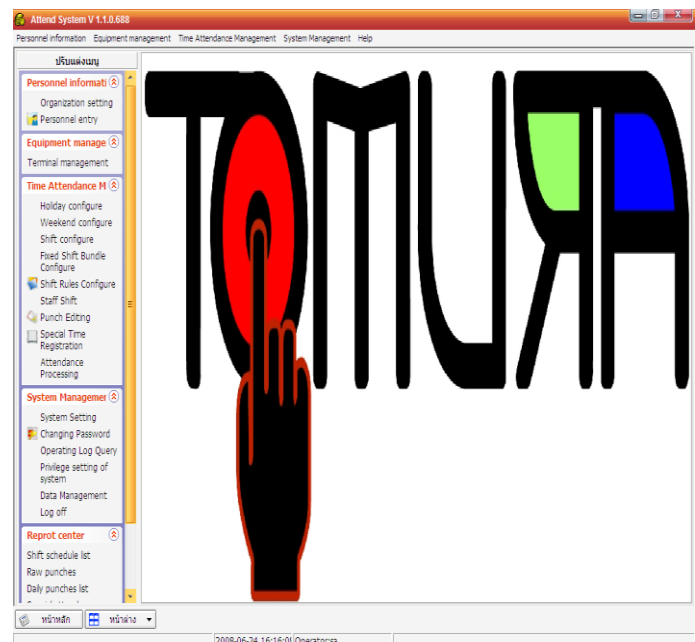 Attend System V 1.1.0.688
Personnel information Equipment management Time Attendance Management System Management Help
ปรับแต่งเมนู
Personnel informati
Organization setting
Personnel entry
Equipment manage
Terminal management
Time Attendance M
Holiday configure
Weekend configure
Shift configure
Fixed Shift Bundle
Configure
Shift Rules Configure
Staff Shift
Punch Editing
Special Time
Registration
Attendance
Processing
System Managemer
System Setting
Changing Password
Operating Log Query
Privilege setting of
system
Data Management
Log off
Reprot center
Shift schedule list
Raw punches
Daily punches list
TOMURA
หน้าหลัก หน้าต่าง
2008-06-24 16:16:0 Operator:sa